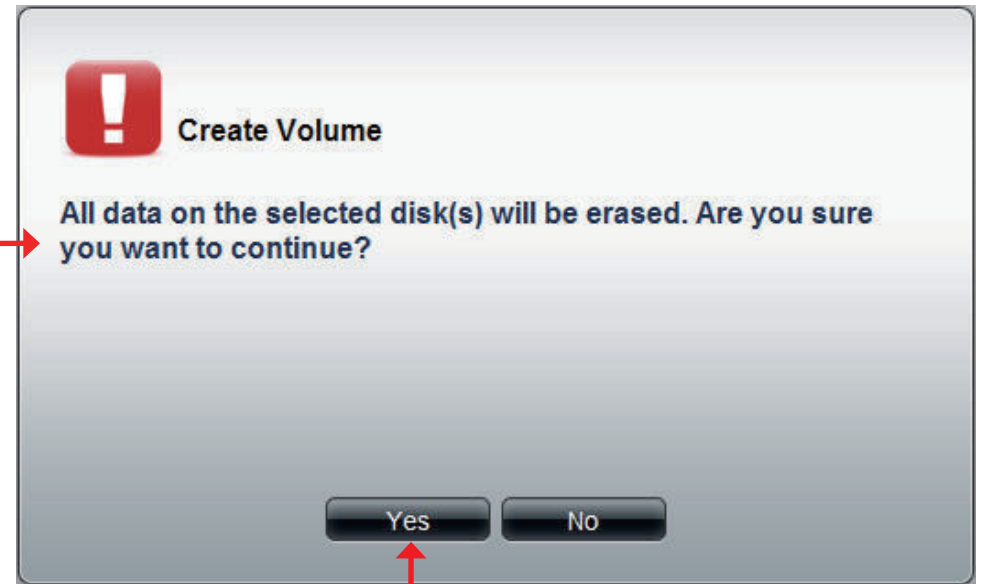 Create Volume
All data on the selected disk(s) will be erased. Are you sure
you want to continue?
Yes No